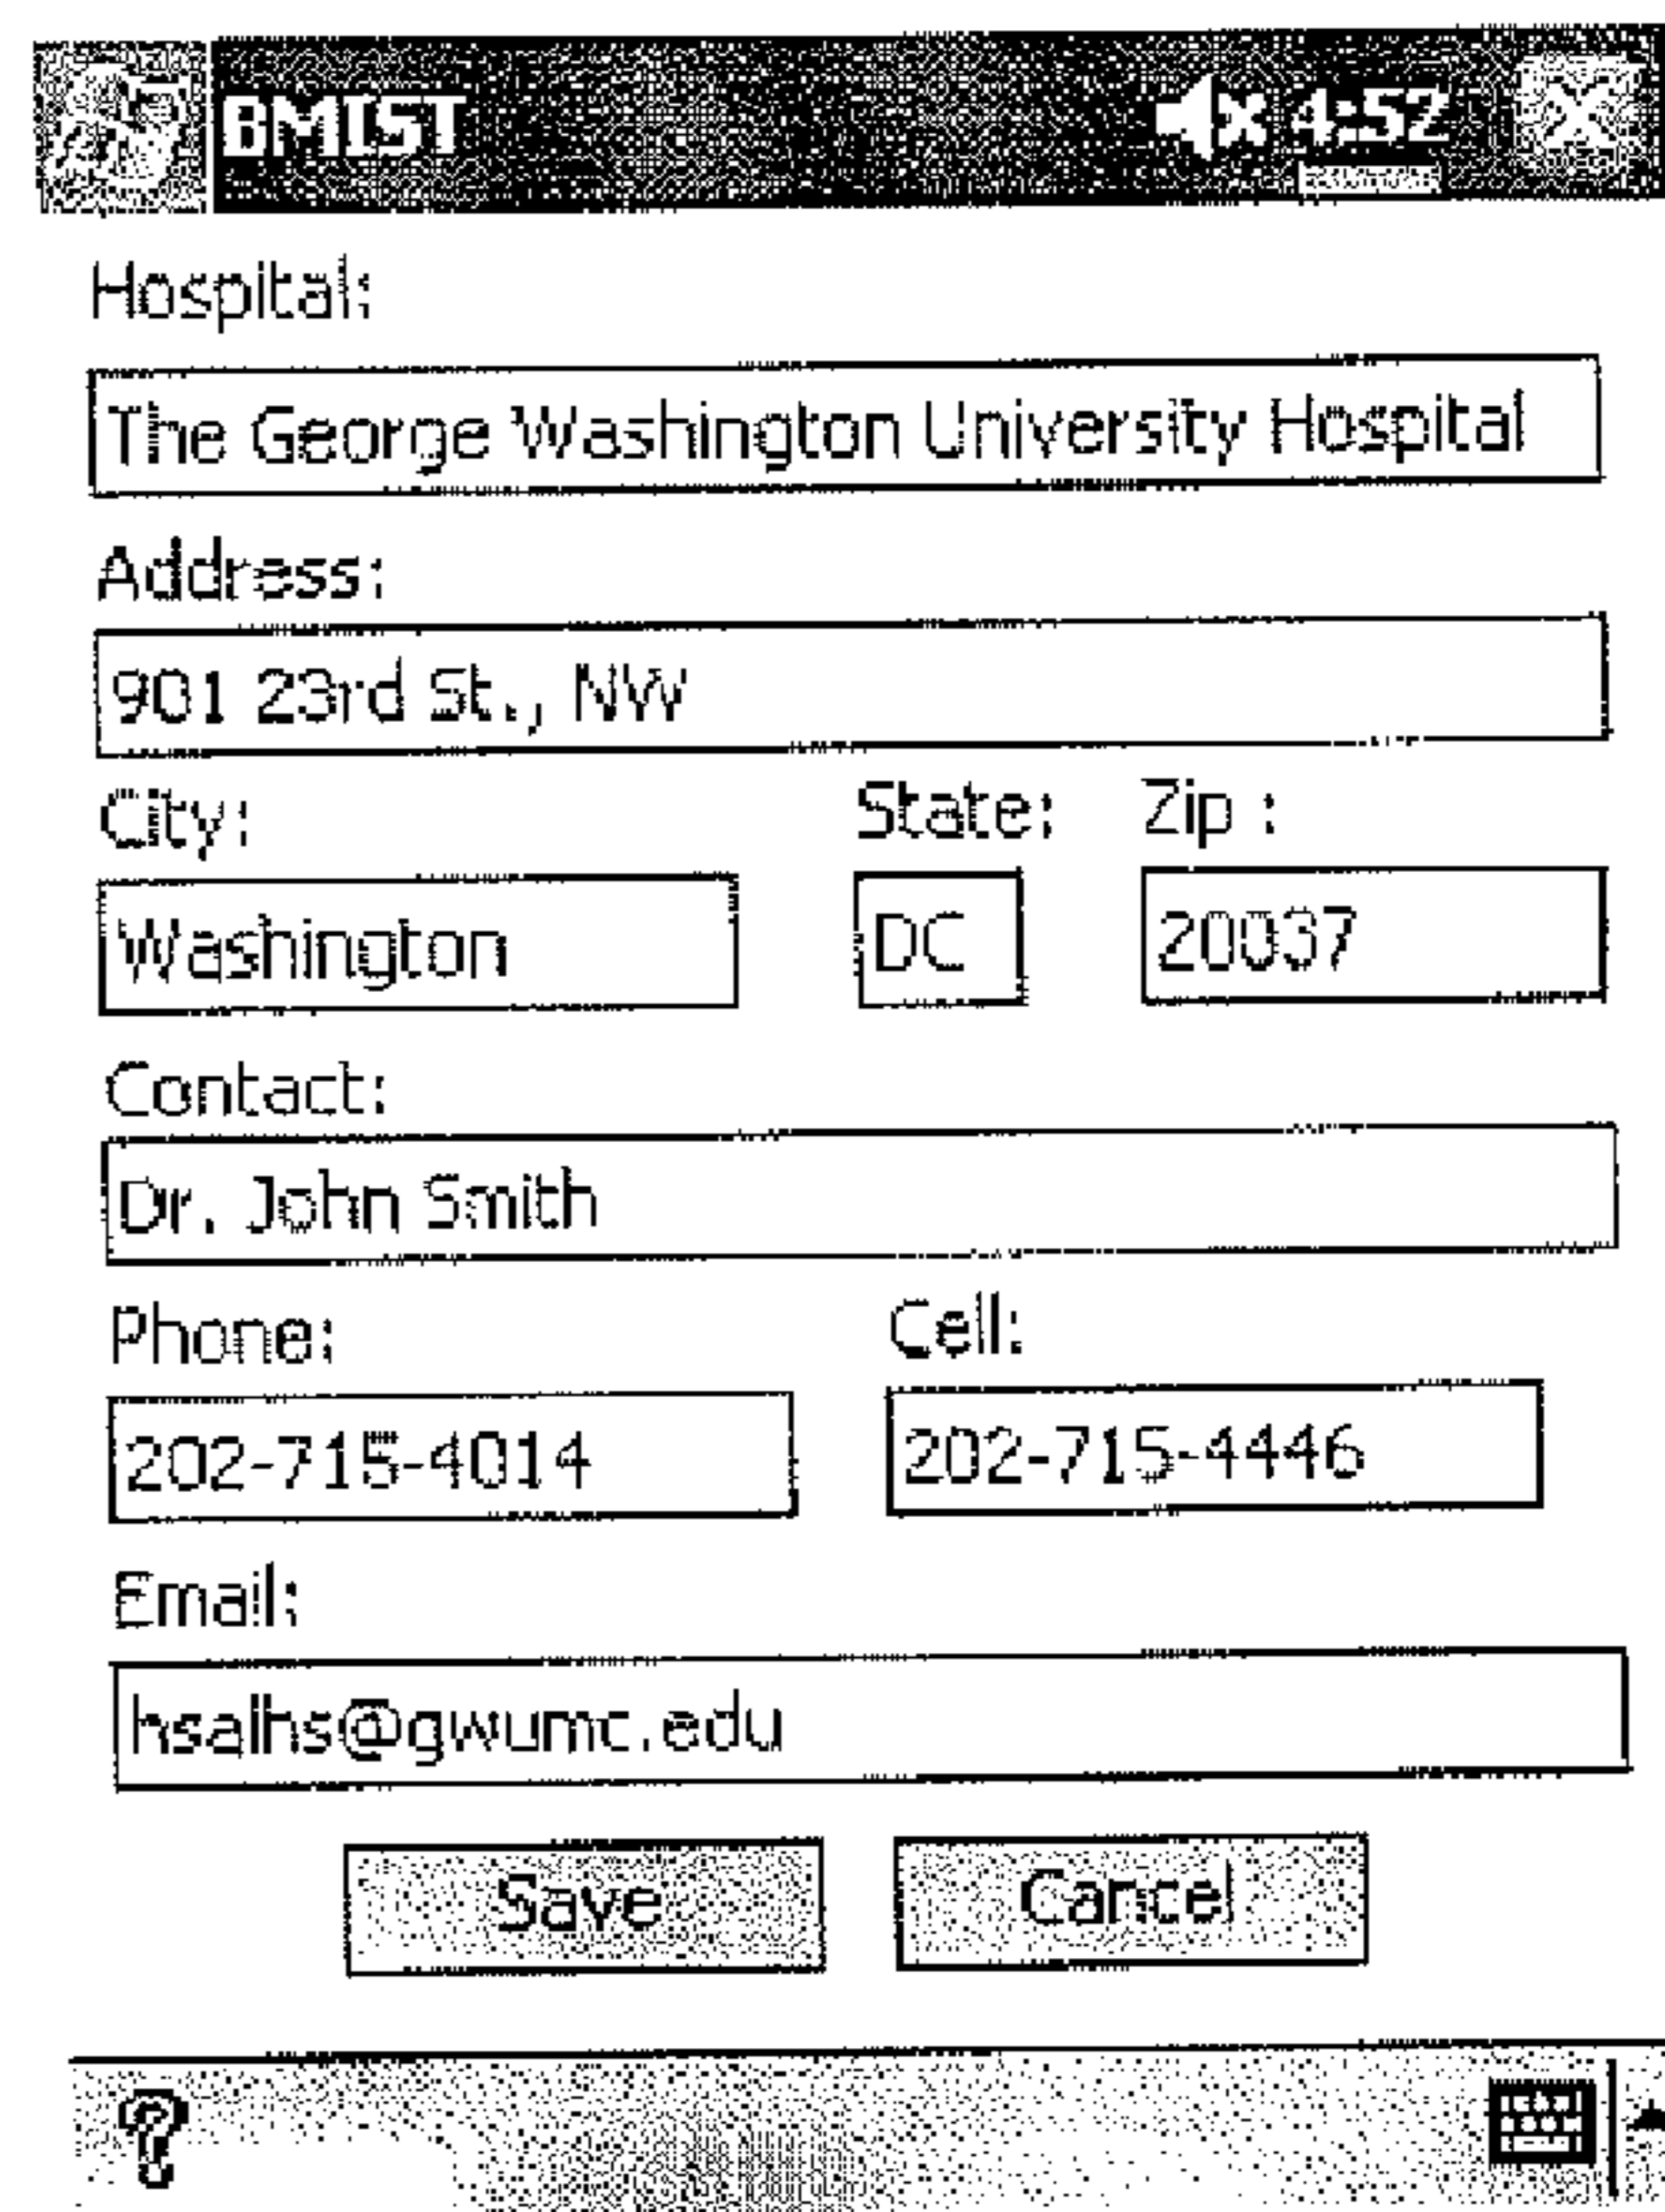 BMIST 4:52
Hospital:
The George Washington University Hospital
Address:
901 23rd St., NW
City: State: Zip :
Washington DC 20037
Contact:
Dr. John Smith
Phone: Cell:
202-715-4014 202-715-4446
Email:
hsalhs@gwumc.edu
Save Cancel